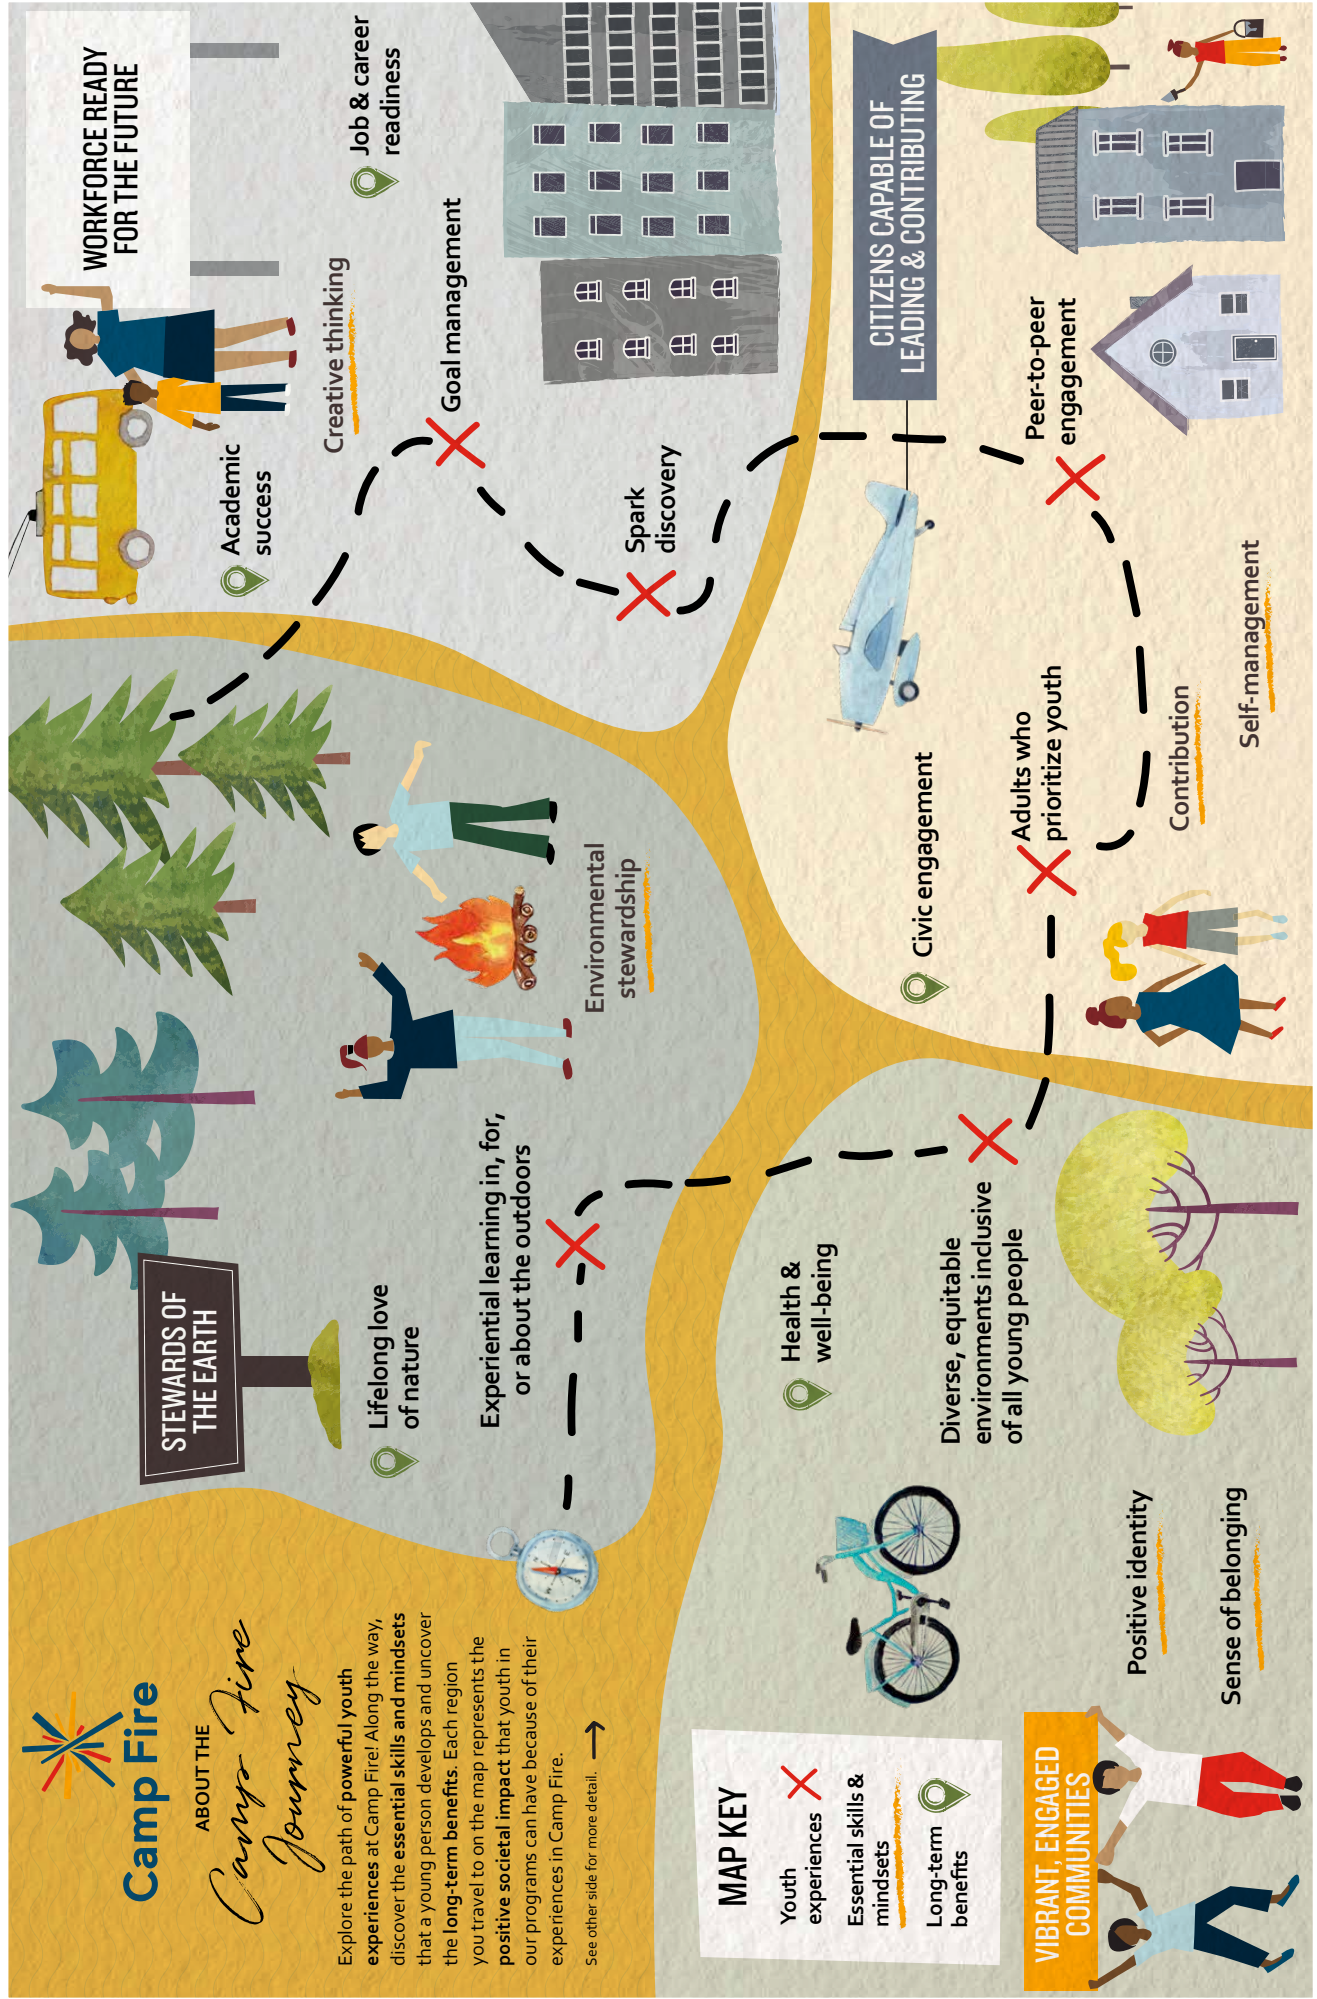 Camp Fire
ABOUT THE
Camp Fire
Journey
Explore the path of powerful youth
experiences at Camp Fire! Along the way,
discover the essential skills and mindsets
that a young person develops and uncover
the long-term benefits. Each region
you travel to on the map represents the
positive societal impact that youth in
our programs can have because of their
experiences in Camp Fire.
See other side for more detail.
MAP KEY
Youth
experiences
Essential skills &
mindsets
Long-term
benefits
STEWARDS OF
THE EARTH
Lifelong love
of nature
Experiential learning in, for,
or about the outdoors
Environmental
stewardship
WORKFORCE READY
FOR THE FUTURE
Academic
success
Creative thinking
Job & career
readiness
Goal management
Spark
discovery
CITIZENS CAPABLE OF
LEADING & CONTRIBUTING
Peer-to-peer
engagement
Civic engagement
Adults who
prioritize youth
Contribution
Self-management
Health &
well-being
Diverse, equitable
environments inclusive
of all young people
Positive identity
Sense of belonging
VIBRANT, ENGAGED
COMMUNITIES